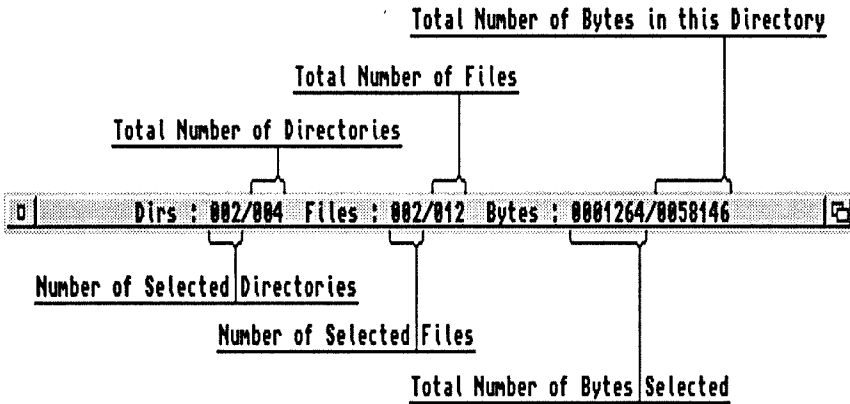 Total Number of Bytes in this Directory
Total Number of Files
Total Number of Directories
Dirs : 002/004 Files : 002/012 Bytes : 0001264/0058146
Number of Selected Directories
Number of Selected Files
Total Number of Bytes Selected